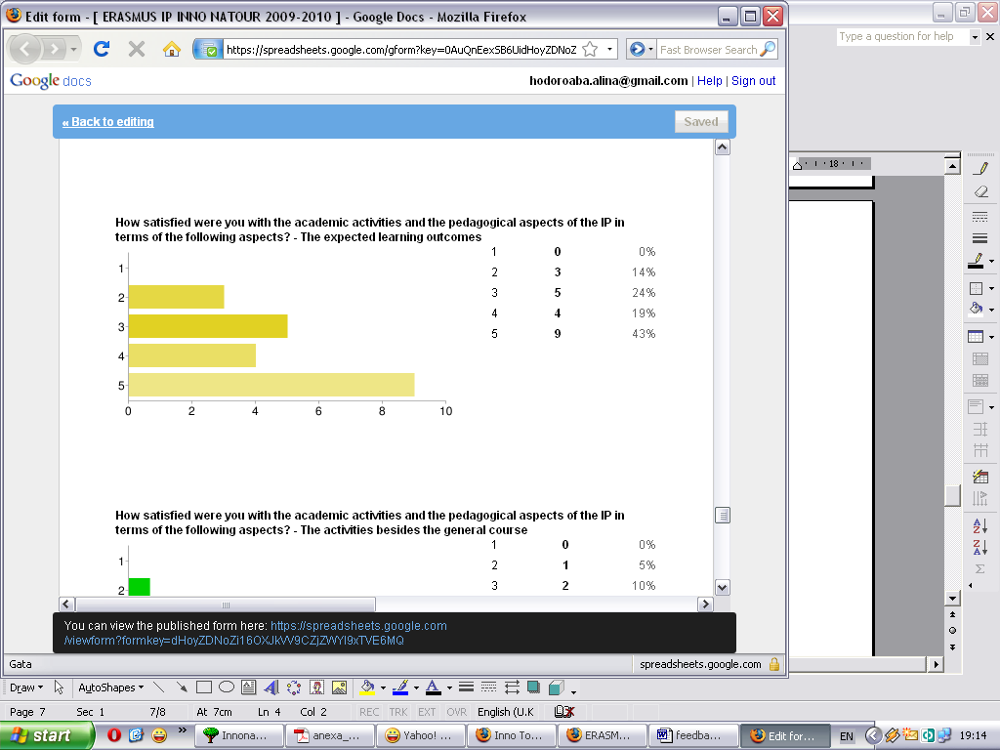 Edit form - [ ERASMUS IP INNO NATOUR 2009-2010 ] - Google Docs - Mozilla Firefox
Type a question for help
https://spreadsheets.google.com/gform?key=0AuQnEexSB6UidHoyZDNoZ
Fast Browser Search
Google docs
hodoroaba.alina@gmail.com | Help | Sign out
« Back to editing
Saved
18
How satisfied were you with the academic activities and the pedagogical aspects of the IP in
terms of the following aspects? - The expected learning outcomes
1 0 0%
2 3 14%
3 5 24%
4 4 19%
5 9 43%
1
2
3
4
5
0 2 4 6 8 10
How satisfied were you with the academic activities and the pedagogical aspects of the IP in
terms of the following aspects? - The activities besides the general course
1 0 0%
2 1 5%
3 2 10%
1
2
You can view the published form here: https://spreadsheets.google.com
/viewform?formkey=dHoyZDNoZi16OXJkVV9CZjZWYl9xTVE6MQ
Gata
spreadsheets.google.com
Draw AutoShapes
Page 7 Sec 1 7/8 At 7cm Ln 4 Col 2 REC TRK EXT OVR English (U.K
start Innona... anexa_... Yahoo! ... Inno To... ERASM... feedba... Edit for... EN 19:14